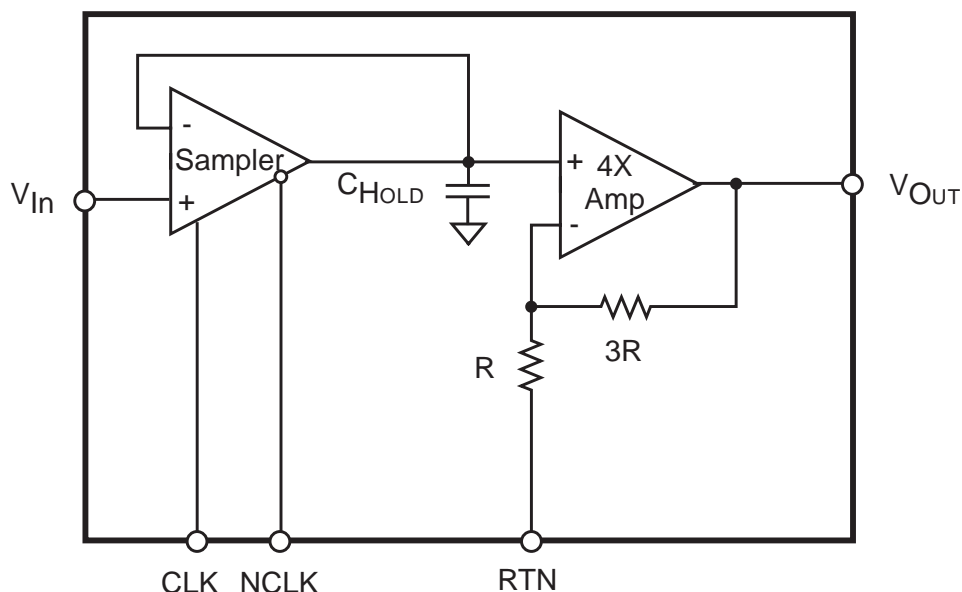 -
Sampler
+
VIn
CHOLD
+
4X
Amp
-
VOUT
3R
R
CLK
NCLK
RTN